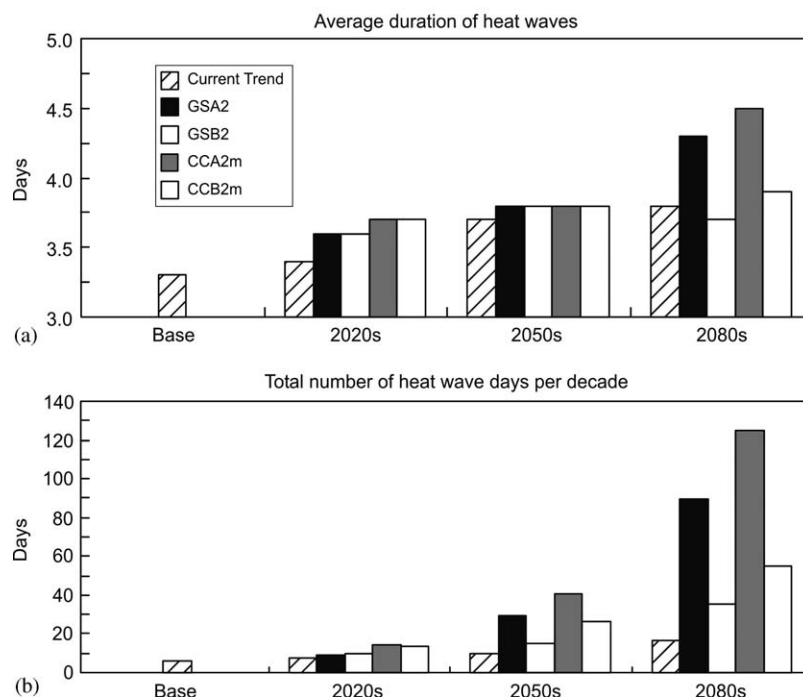 Average duration of heat waves
5.0
4.5
4.0
3.5
3.0
Days
Current Trend
GSA2
GSB2
CCA2m
CCB2m
Base 2020s 2050s 2080s
(a)
Total number of heat wave days per decade
140
120
100
80
60
40
20
0
Days
Base 2020s 2050s 2080s
(b)